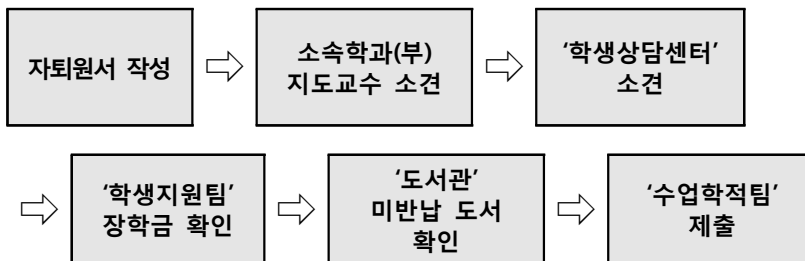 자퇴원서 작성
소속학과(부)
지도교수 소견
‘학생상담센터’
소견
‘학생지원팀’
장학금 확인
‘도서관’
미반납 도서
확인
‘수업학적팀’
제출